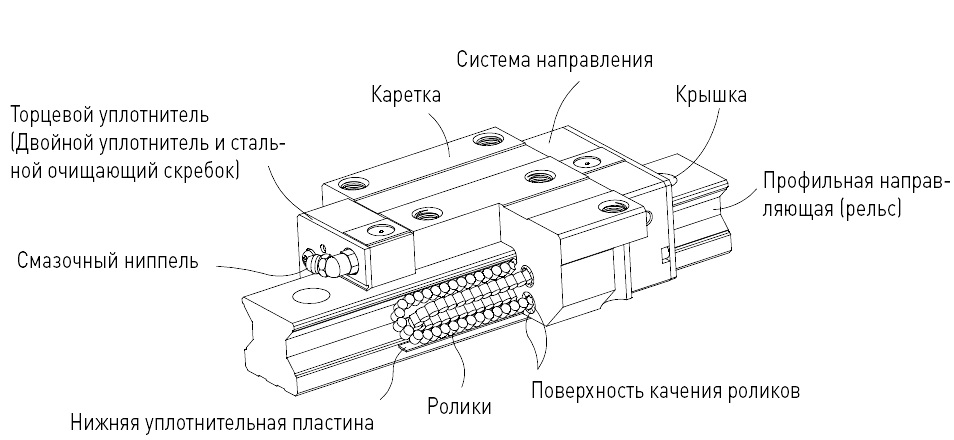 Система направления
Каретка
Крышка
Торцевой уплотнитель
(Двойной уплотнитель и сталь-
ной очищающий скребок)
Профильная направ-
ляющая (рельс)
Смазочный ниппель
Поверхность качения роликов
Ролики
Нижняя уплотнительная пластина